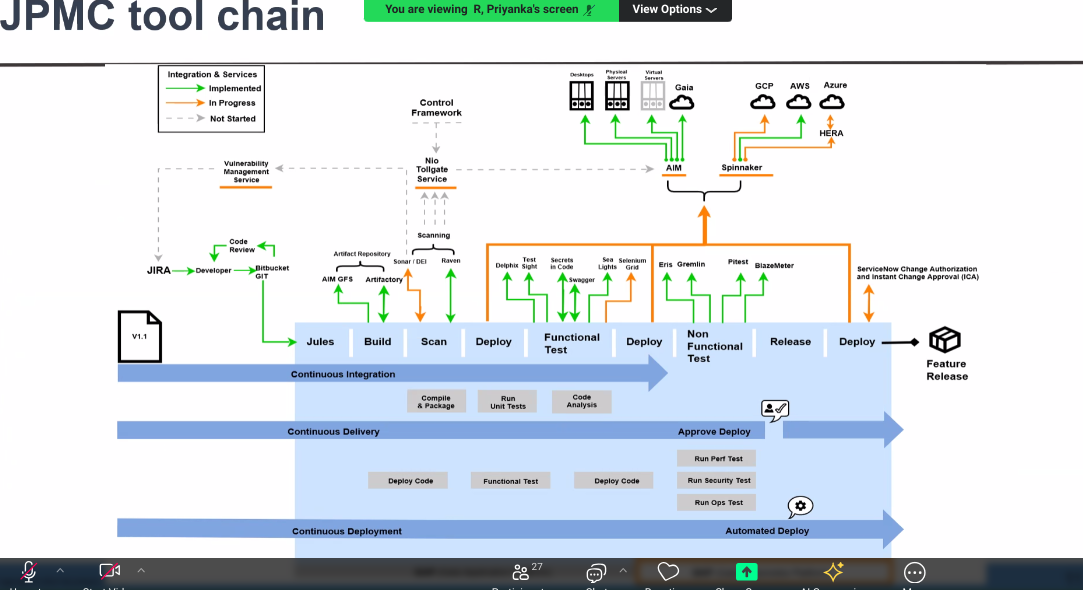 JPMC tool chain
You are viewing R, Priyanka's screen
View Options
Integration & Services
Implemented
In Progress
Not Started
Control
Framework
Desktops
Physical
Servers
Virtual
Servers
Gaia
GCP
AWS
Azure
HERA
Vulnerability
Management
Service
Nio
Tollgate
Service
AIM
Spinnaker
Scanning
Code
Review
JIRA
Developer
Bitbucket
GIT
Artifact Repository
AIM GFS
Artifactory
Sonar / DEI
Raven
Delphix
Test
Sight
Secrets
in Code
Swagger
Sea
Lights
Selenium
Grid
Eris
Gremlin
Pitest
BlazeMeter
ServiceNow Change Authorization
and Instant Change Approval (ICA)
V1.1
Jules
Build
Scan
Deploy
Functional
Test
Deploy
Non
Functional
Test
Release
Deploy
Feature
Release
Continuous Integration
Compile
& Package
Run
Unit Tests
Code
Analysis
Continuous Delivery
Approve Deploy
Run Perf Test
Deploy Code
Functional Test
Deploy Code
Run Security Test
Run Ops Test
Continuous Deployment
Automated Deploy
27